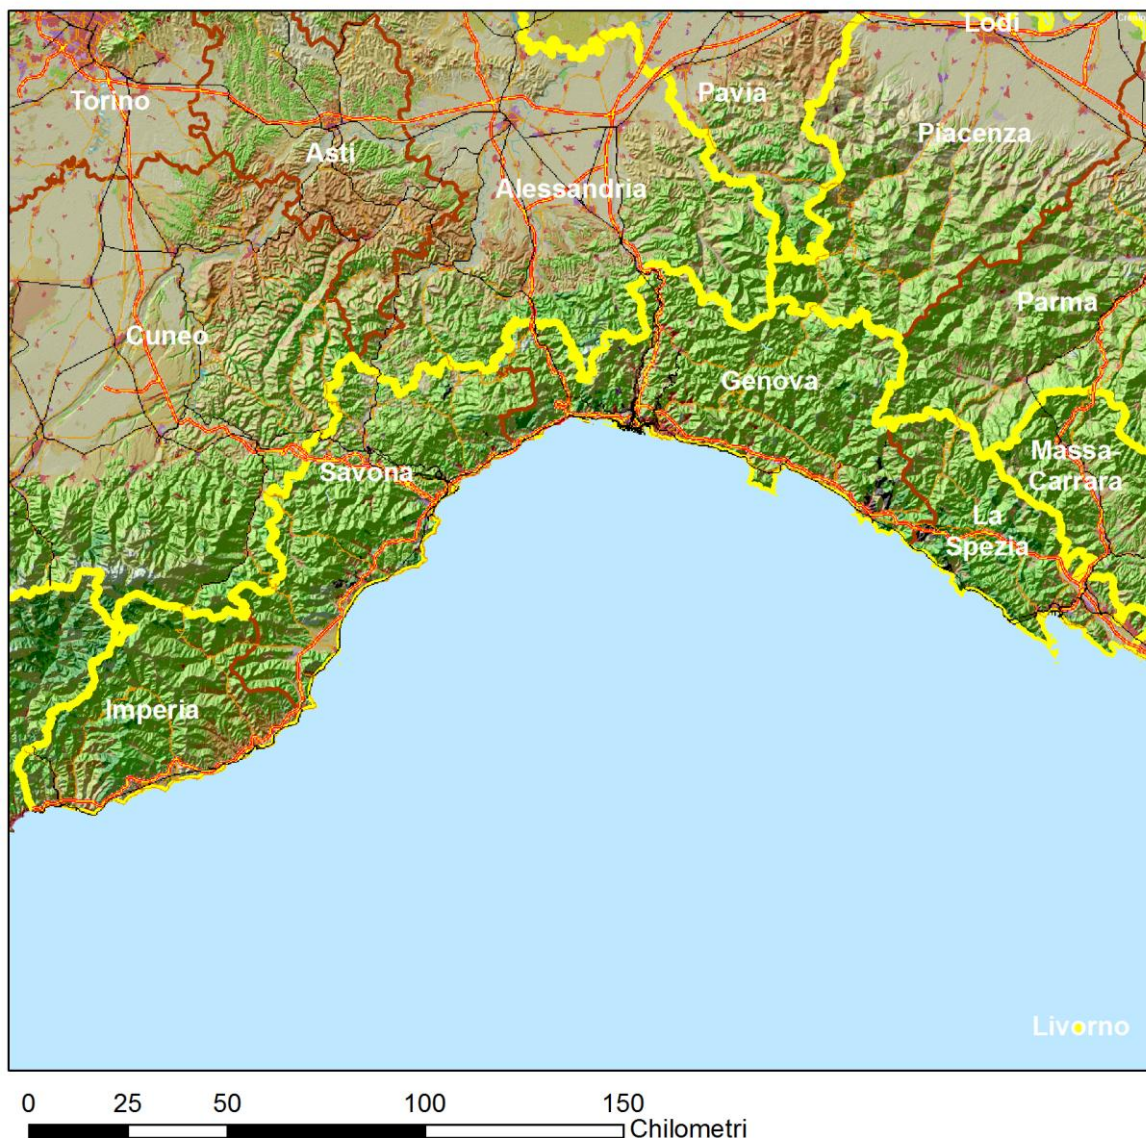 Lodi
Torino
Pavia
Piacenza
Asti
Alessandria
Parma
Cuneo
Genova
Massa-
Carrara
Savona
La
Spezia
Imperia
Livorno
0 25 50 100 150
Chilometri